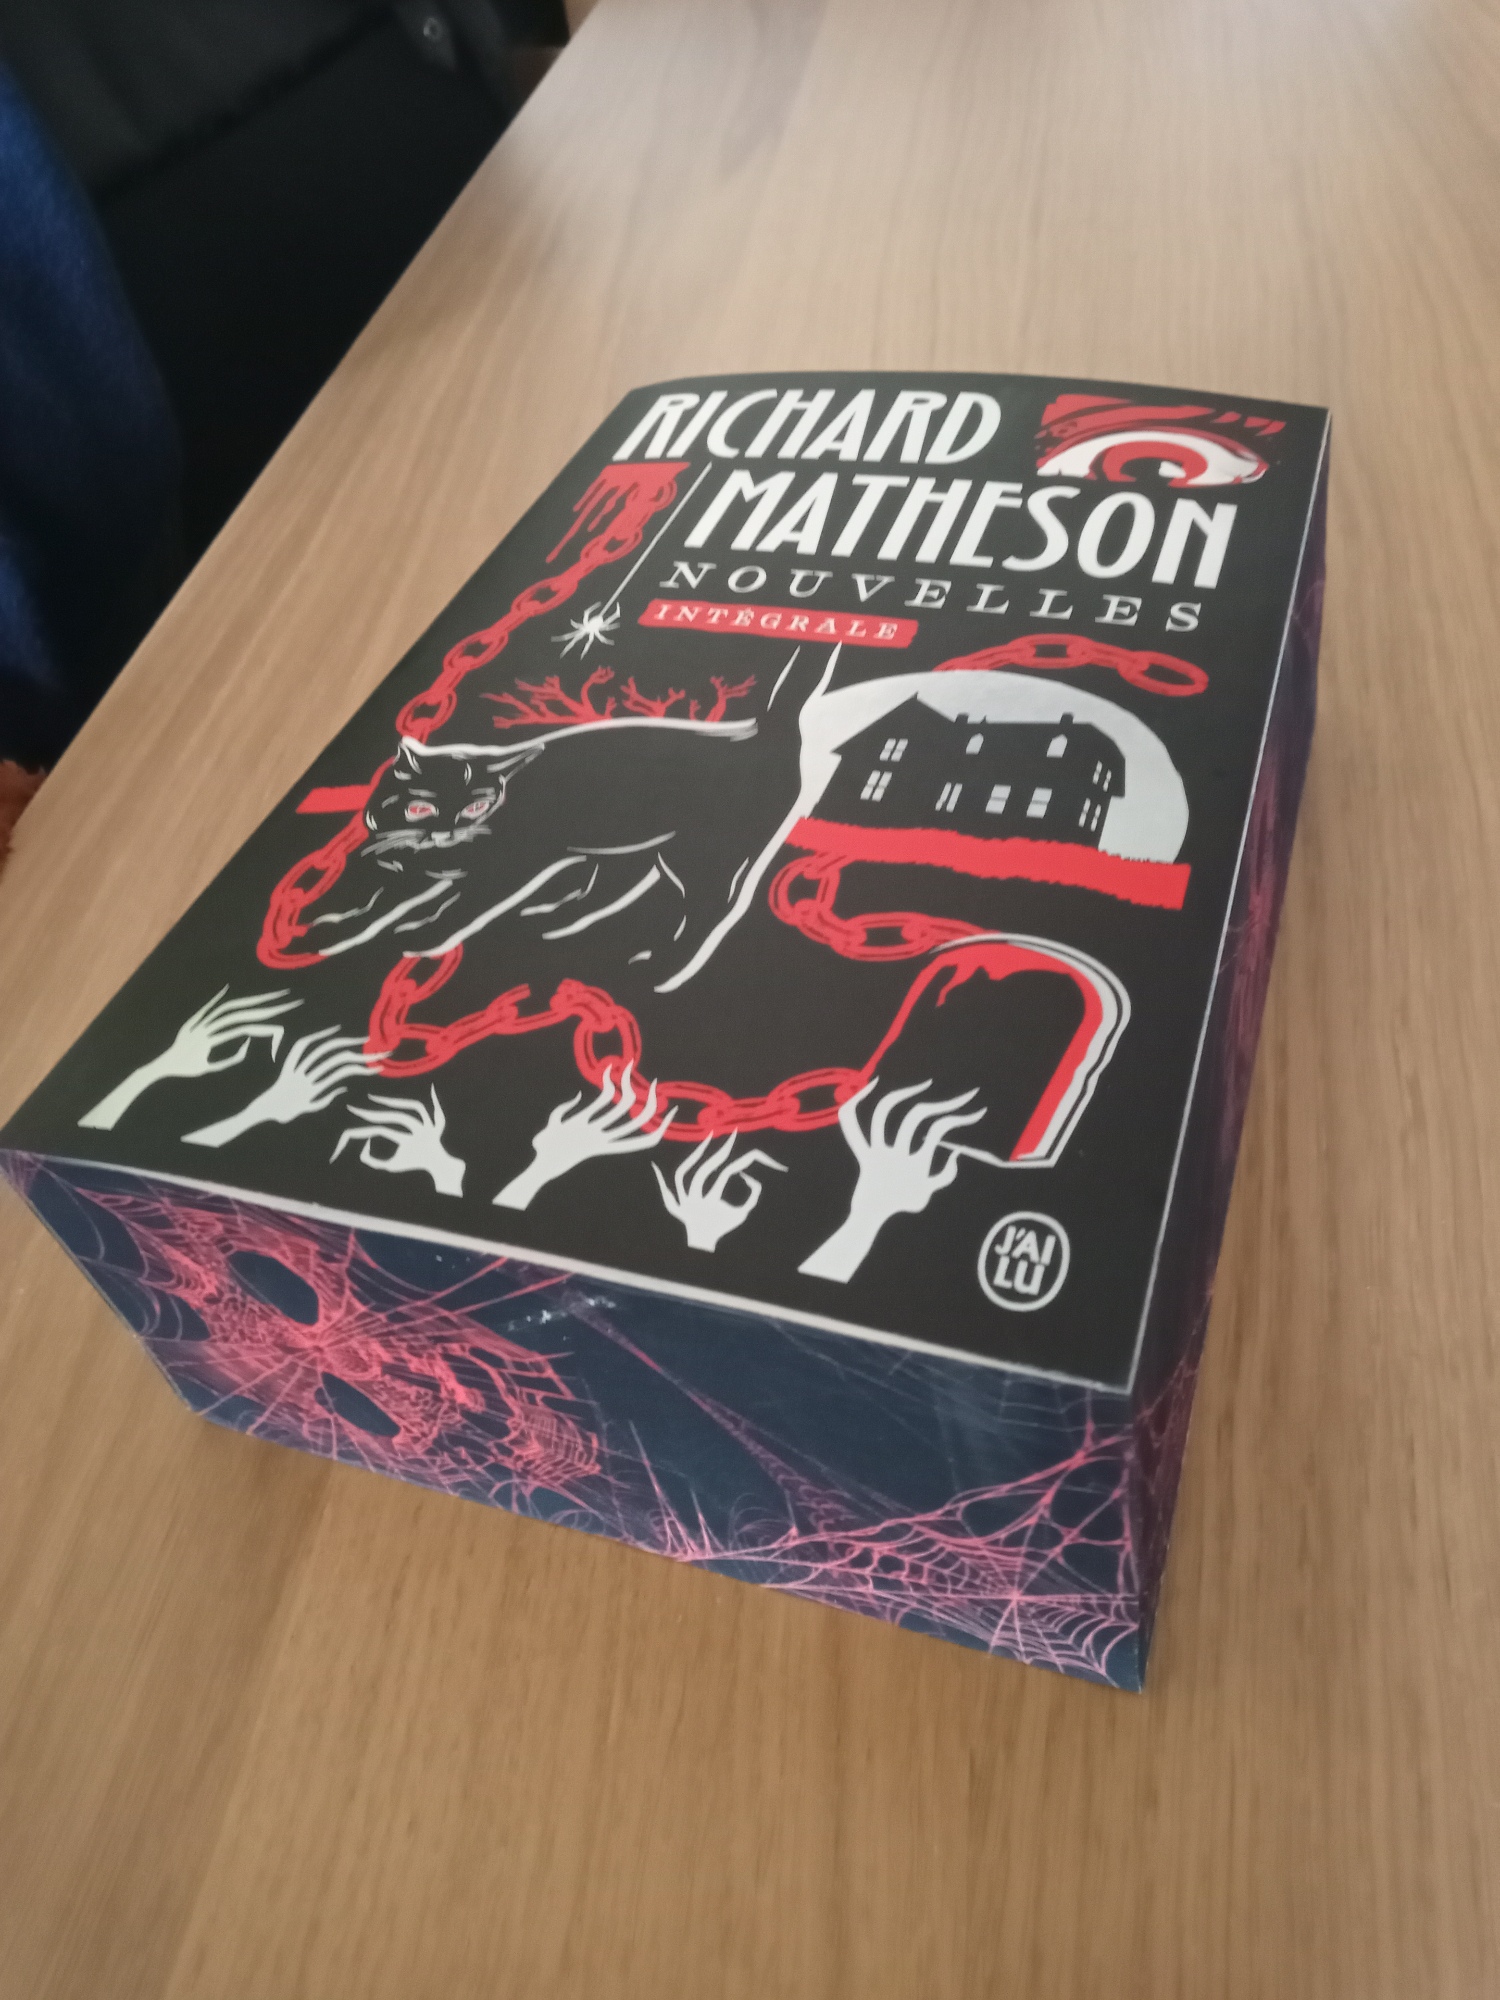 RICHARD
MATHESON
NOUVELLES
INTÉGRALE
J'AI
LU